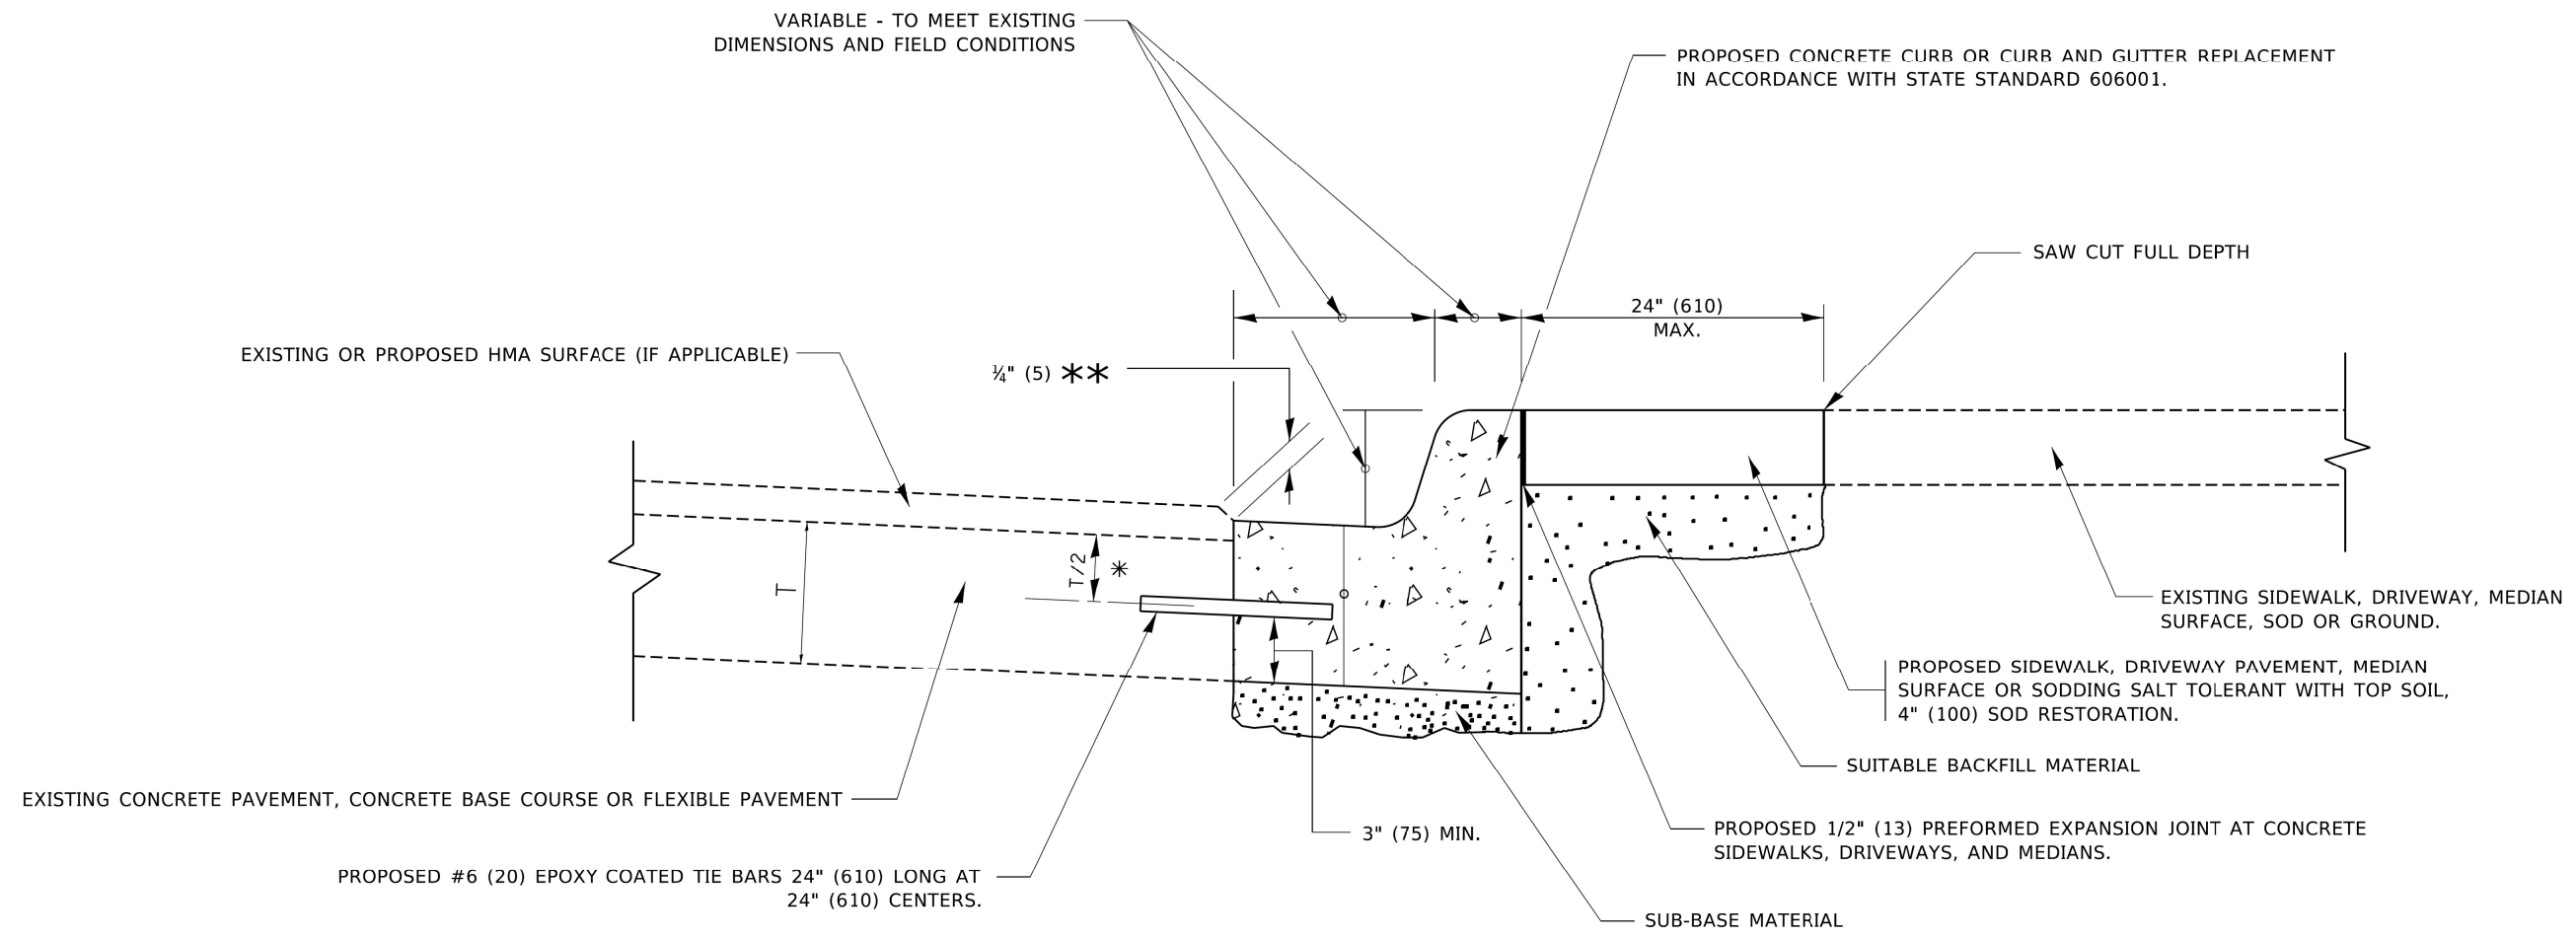 VARIABLE - TO MEET EXISTING
DIMENSIONS AND FIELD CONDITIONS
PROPOSED CONCRETE CURB OR CURB AND GUTTER REPLACEMENT
IN ACCORDANCE WITH STATE STANDARD 606001.
SAW CUT FULL DEPTH
24" (610)
MAX.
EXISTING OR PROPOSED HMA SURFACE (IF APPLICABLE)
¼" (5) **
T/2 *
T
EXISTING SIDEWALK, DRIVEWAY, MEDIAN
SURFACE, SOD OR GROUND.
PROPOSED SIDEWALK, DRIVEWAY PAVEMENT, MEDIAN
SURFACE OR SODDING SALT TOLERANT WITH TOP SOIL,
4" (100) SOD RESTORATION.
SUITABLE BACKFILL MATERIAL
EXISTING CONCRETE PAVEMENT, CONCRETE BASE COURSE OR FLEXIBLE PAVEMENT
3" (75) MIN.
PROPOSED 1/2" (13) PREFORMED EXPANSION JOINT AT CONCRETE
SIDEWALKS, DRIVEWAYS, AND MEDIANS.
PROPOSED #6 (20) EPOXY COATED TIE BARS 24" (610) LONG AT
24" (610) CENTERS.
SUB-BASE MATERIAL